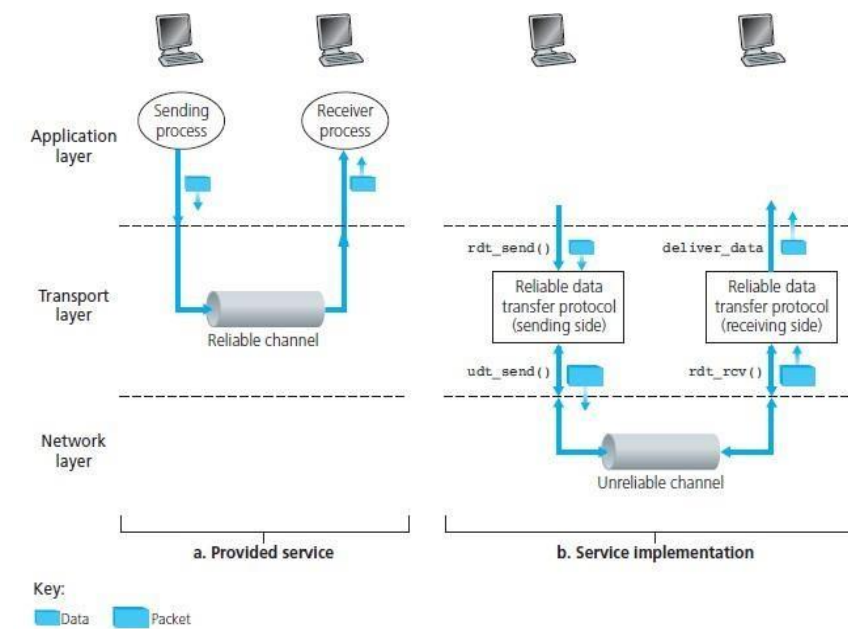 Sending
process
Receiver
process
Application
layer
rdt_send()
deliver_data
Transport
layer
Reliable channel
Reliable data
transfer protocol
(sending side)
Reliable data
transfer protocol
(receiving side)
udt_send()
rdt_rcv()
Network
layer
Unreliable channel
a. Provided service
b. Service implementation
Key:
Data
Packet